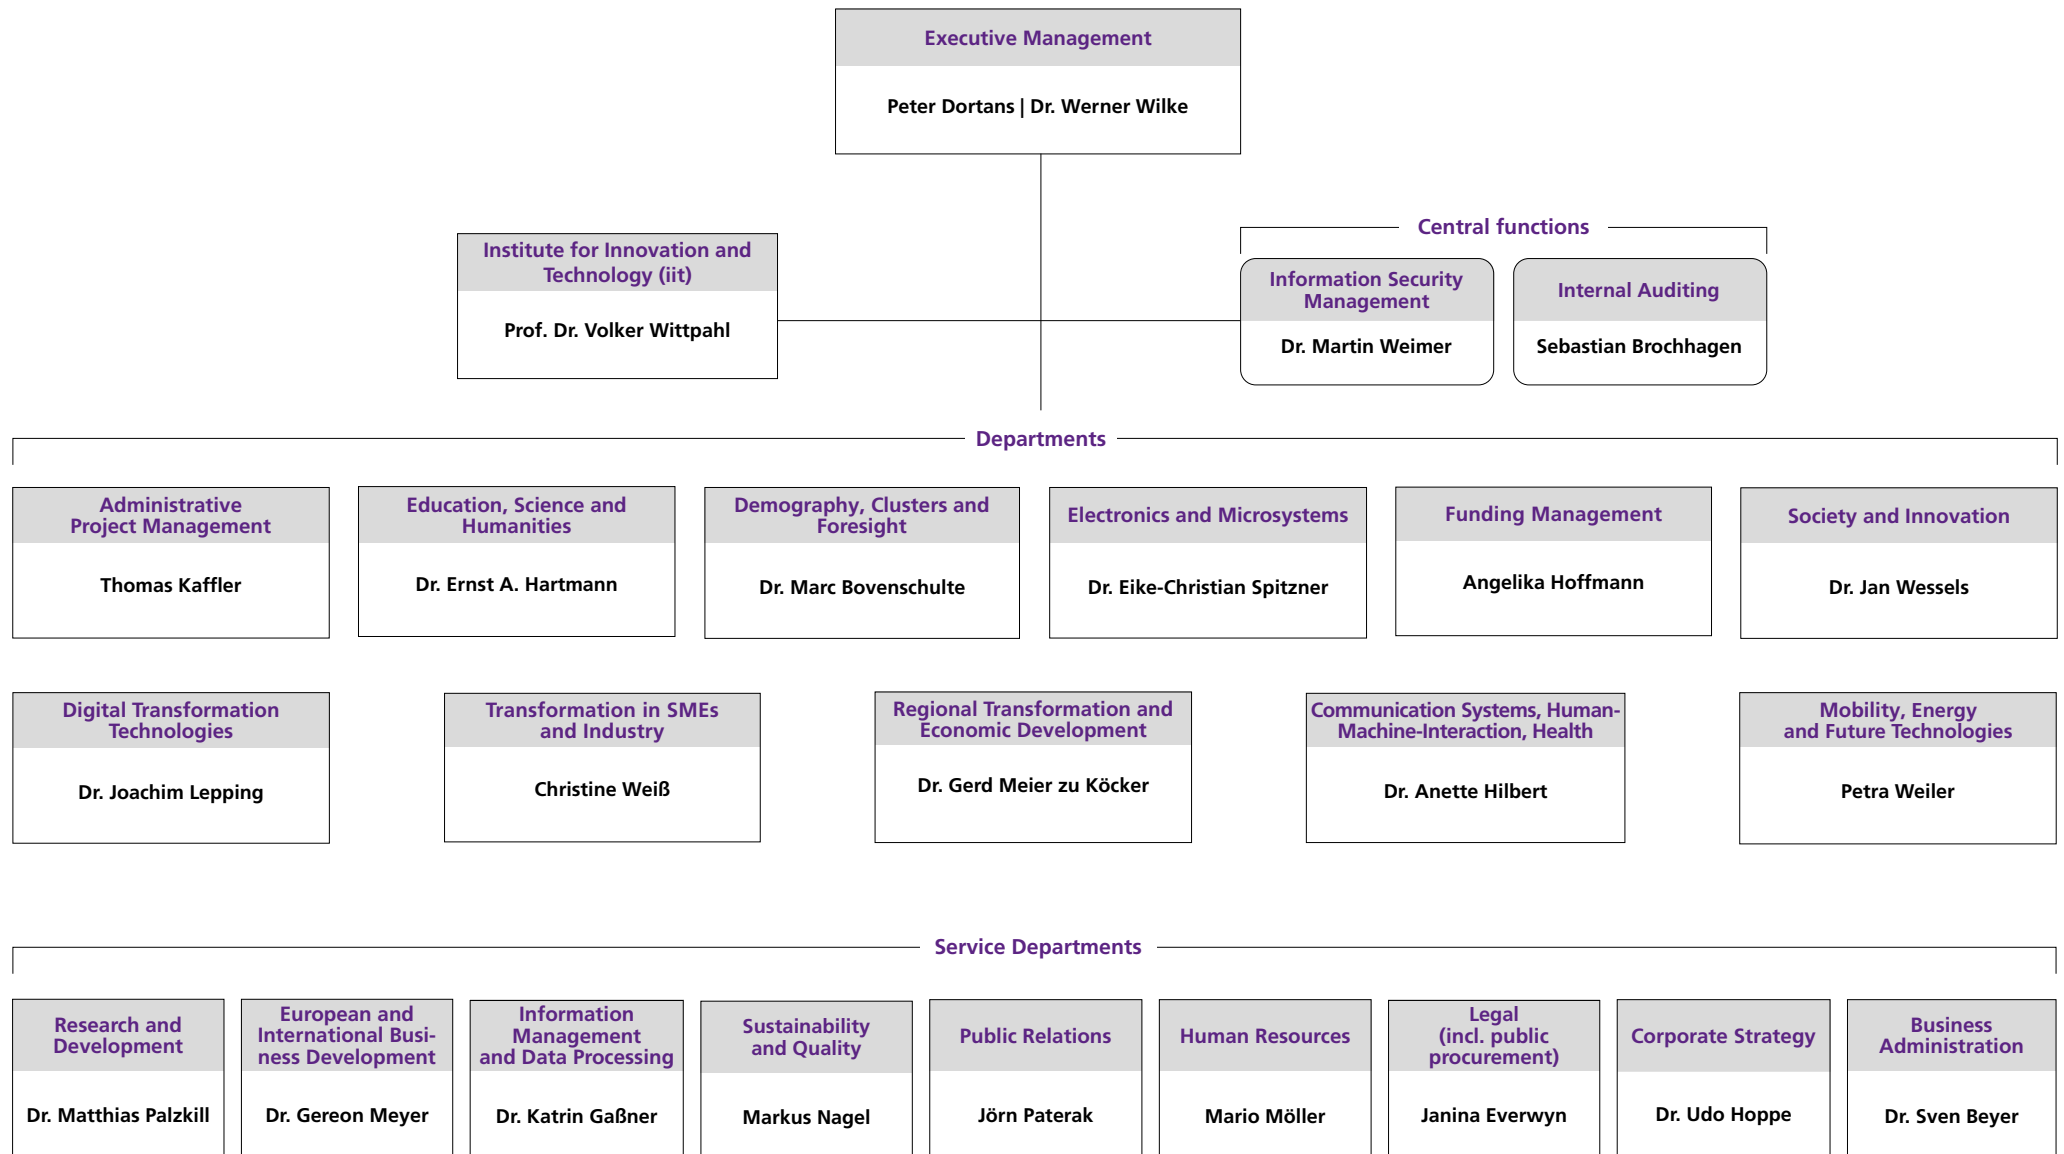 Executive Management
Peter Dortans | Dr. Werner Wilke
Central functions
Institute for Innovation and
Technology (iit)
Prof. Dr. Volker Wittpahl
Information Security
Management
Dr. Martin Weimer
Internal Auditing
Sebastian Brochhagen
Departments
Administrative
Project Management
Thomas Kaffler
Education, Science and
Humanities
Dr. Ernst A. Hartmann
Demography, Clusters and
Foresight
Dr. Marc Bovenschulte
Electronics and Microsystems
Dr. Eike-Christian Spitzner
Funding Management
Angelika Hoffmann
Society and Innovation
Dr. Jan Wessels
Digital Transformation
Technologies
Dr. Joachim Lepping
Transformation in SMEs
and Industry
Christine Weiß
Regional Transformation and
Economic Development
Dr. Gerd Meier zu Köcker
Communication Systems, Human-
Machine-Interaction, Health
Dr. Anette Hilbert
Mobility, Energy
and Future Technologies
Petra Weiler
Service Departments
Research and
Development
Dr. Matthias Palzkill
European and
International Busi-
ness Development
Dr. Gereon Meyer
Information
Management
and Data Processing
Dr. Katrin Gaßner
Sustainability
and Quality
Markus Nagel
Public Relations
Jörn Paterak
Human Resources
Mario Möller
Legal
(incl. public
procurement)
Janina Everwyn
Corporate Strategy
Dr. Udo Hoppe
Business
Administration
Dr. Sven Beyer